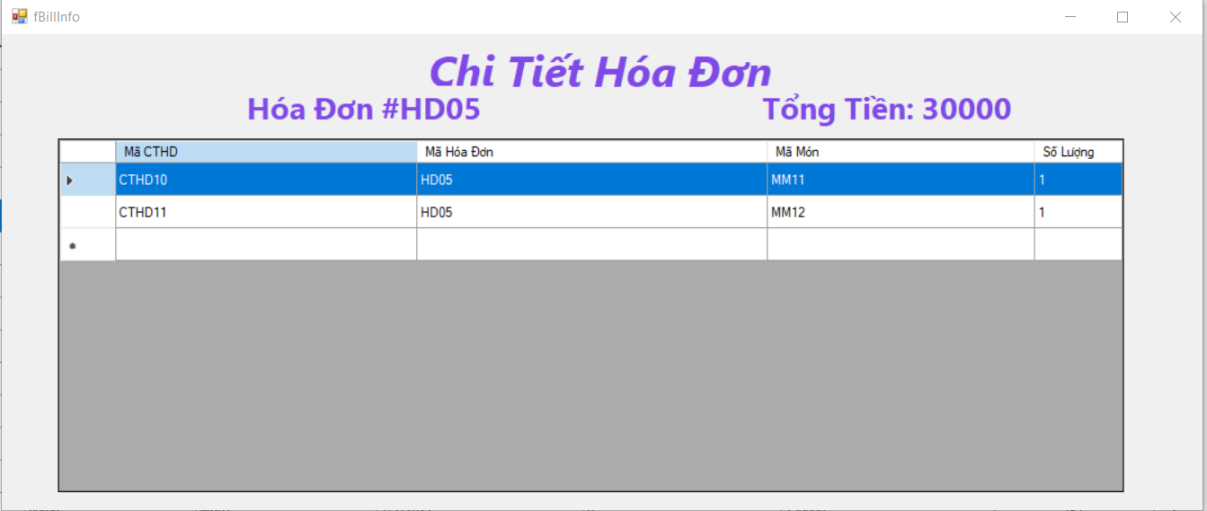 fBillInfo
Chi Tiết Hóa Đơn
Hóa Đơn #HD05 Tổng Tiền: 30000
Mã CTHD Mã Hóa Đơn Mã Món Số Lượng
CTHD10 HD05 MM11 1
CTHD11 HD05 MM12 1